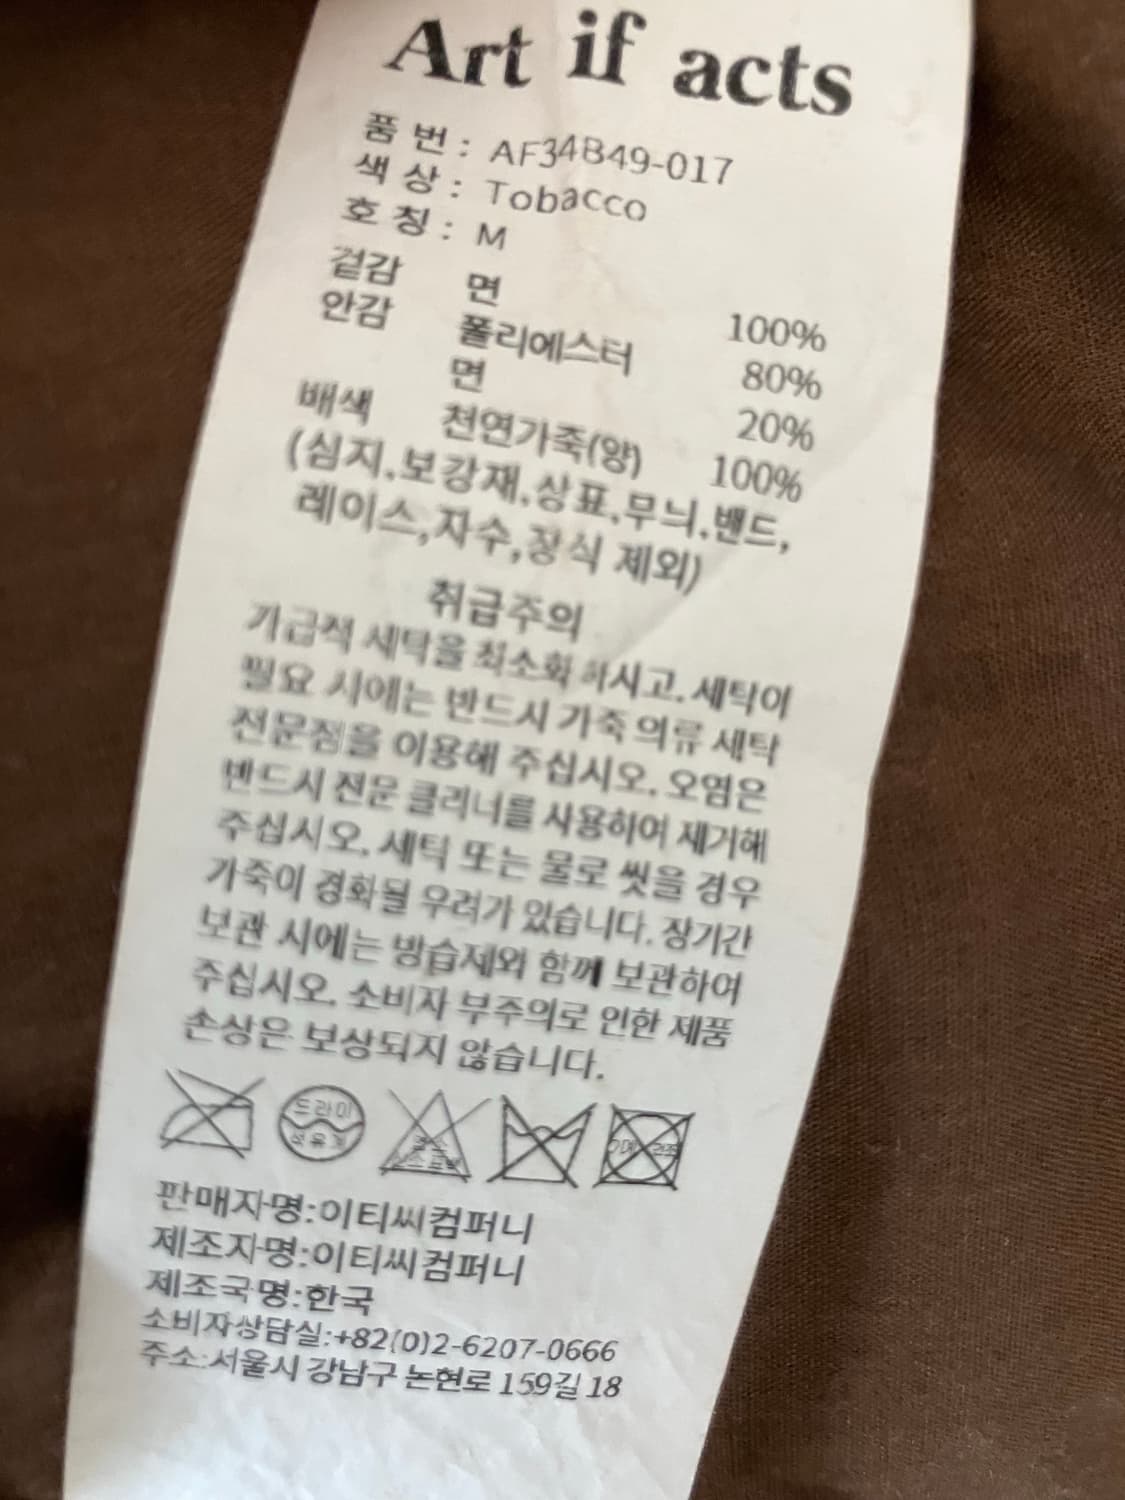 Art if acts
품 번 : AF34B49-017
색 상 : Tobacco
호 칭 : M
겉감 면 100%
안감 폴리에스터 80%
면 20%
배색 천연가죽(양) 100%
(심지,보강재,상표,무늬,밴드,
레이스,자수,장식 제외)
취급주의
가급적 세탁을 최소화 하시고, 세탁이
필요 시에는 반드시 가죽 의류 세탁
전문점을 이용해 주십시오. 오염은
반드시 전문 클리너를 사용하여 제거해
주십시오. 세탁 또는 물로 씻을 경우
가죽이 경화될 우려가 있습니다. 장기간
보관 시에는 방습제와 함께 보관하여
주십시오. 소비자 부주의로 인한 제품
손상은 보상되지 않습니다.
드라이
석유계
판매자명:이티씨컴퍼니
제조자명:이티씨컴퍼니
제조국명:한국
소비자상담실:+82(0)2-6207-0666
주소:서울시 강남구 논현로 159길 18